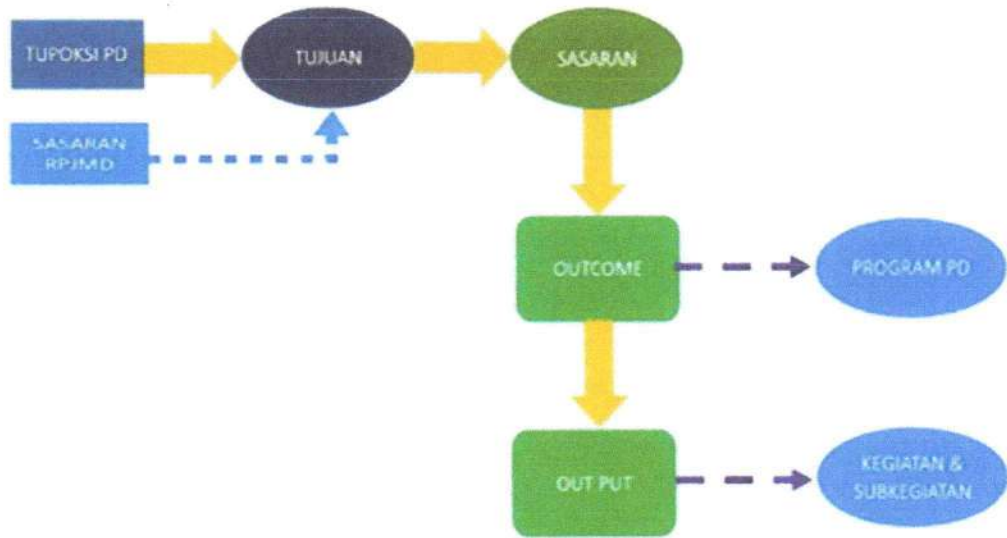 TUPOKSI PD
TUJUAN
SASARAN
SASARAN
RPJMD
OUTCOME
PROGRAM PD
OUT PUT
KEGIATAN &
SUBKEGIATAN